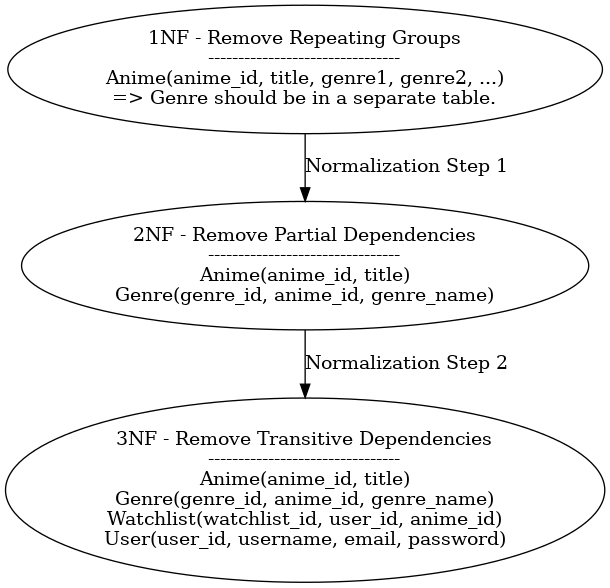 1NF - Remove Repeating Groups
--------------------------------
Anime(anime_id, title, genre1, genre2, ...)
=> Genre should be in a separate table.
Normalization Step 1
2NF - Remove Partial Dependencies
--------------------------------
Anime(anime_id, title)
Genre(genre_id, anime_id, genre_name)
Normalization Step 2
3NF - Remove Transitive Dependencies
--------------------------------
Anime(anime_id, title)
Genre(genre_id, anime_id, genre_name)
Watchlist(watchlist_id, user_id, anime_id)
User(user_id, username, email, password)